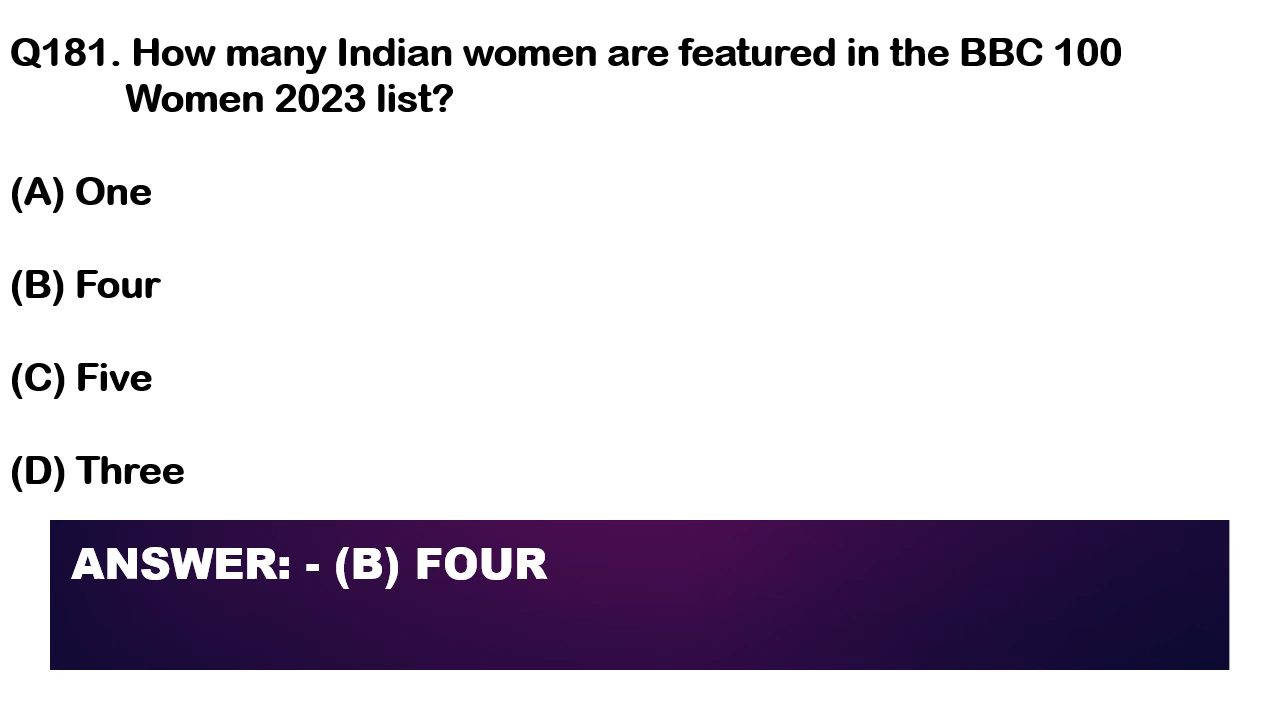 Q181. How many Indian women are featured in the BBC 100
Women 2023 list?
(A) One
(B) Four
(C) Five
(D) Three
ANSWER: - (B) FOUR